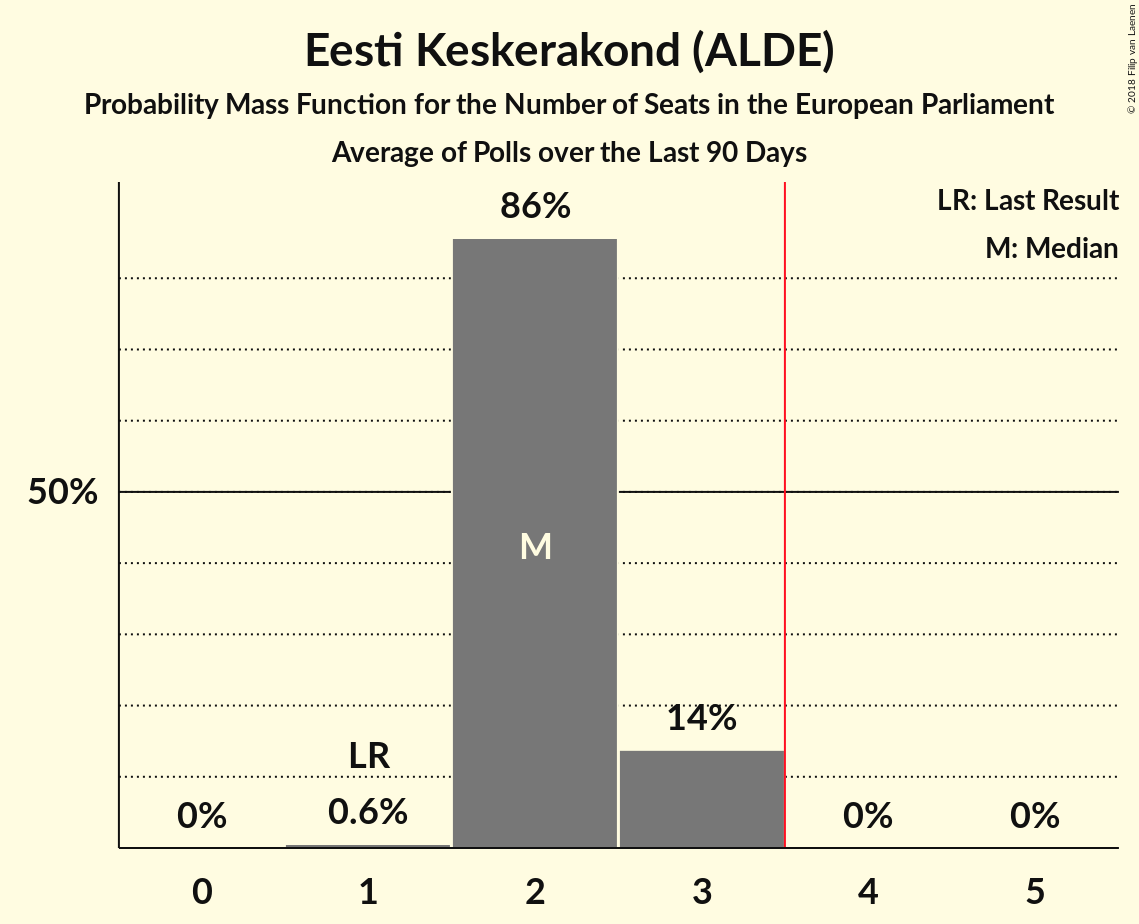 Eesti Keskerakond (ALDE)
Probability Mass Function for the Number of Seats in the European Parliament
Average of Polls over the Last 90 Days
© 2018 Filip van Laenen
LR: Last Result
M: Median
86%
50%
M
14%
LR
0% 0.6% 0% 0%
0 1 2 3 4 5